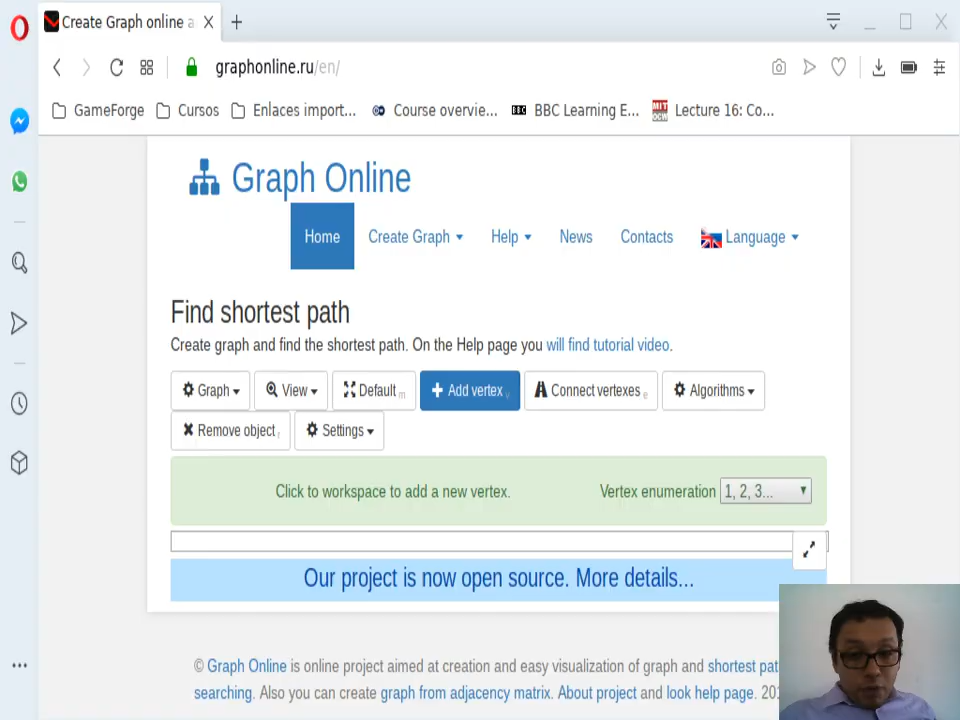 Create Graph online a
graphonline.ru/en/
GameForge Cursos Enlaces import... Course overvie... BBC BBC Learning E... MIT OCW Lecture 16: Co...
Graph Online
Home Create Graph Help News Contacts Language
Find shortest path
Create graph and find the shortest path. On the Help page you will find tutorial video.
Graph View Default m Add vertex v Connect vertexes e Algorithms
Remove object r Settings
Click to workspace to add a new vertex. Vertex enumeration 1, 2, 3...
Our project is now open source. More details...
© Graph Online is online project aimed at creation and easy visualization of graph and shortest pat
searching. Also you can create graph from adjacency matrix. About project and look help page. 20